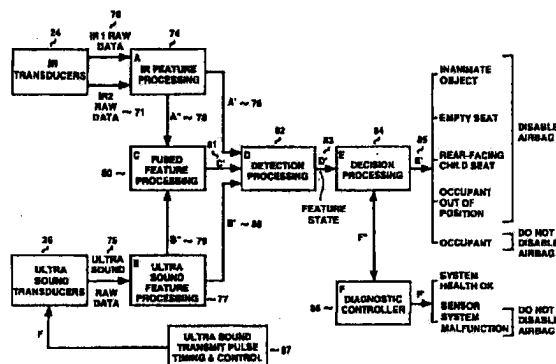 70
24
IR 1 RAW
DATA
74
IR
TRANSDUCERS
A
IR FEATURE
PROCESSING
IR2
RAW
DATA
71
A'
76
A"
78
INANIMATE
OBJECT
EMPTY SEAT
REAR-FACING
CHILD SEAT
OCCUPANT
OUT OF
POSITION
OCCUPANT
DISABLE
AIRBAG
DO NOT
DISABLE
AIRBAG
80
C
FUSED
FEATURE
PROCESSING
81
C'
82
D
DETECTION
PROCESSING
83
D'
FEATURE
STATE
84
E
DECISION
PROCESSING
85
E'
B"
79
B'
88
26
ULTRA
SOUND
TRANSDUCERS
75
ULTRA
SOUND
RAW
DATA
B
ULTRA
SOUND
FEATURE
PROCESSING
77
F"
F
DIAGNOSTIC
CONTROLLER
86
F'
SYSTEM
HEALTH OK
SENSOR
SYSTEM
MALFUNCTION
DO NOT
DISABLE
AIRBAG
ULTRA SOUND
TRANSMIT PULSE
TIMING & CONTROL
87